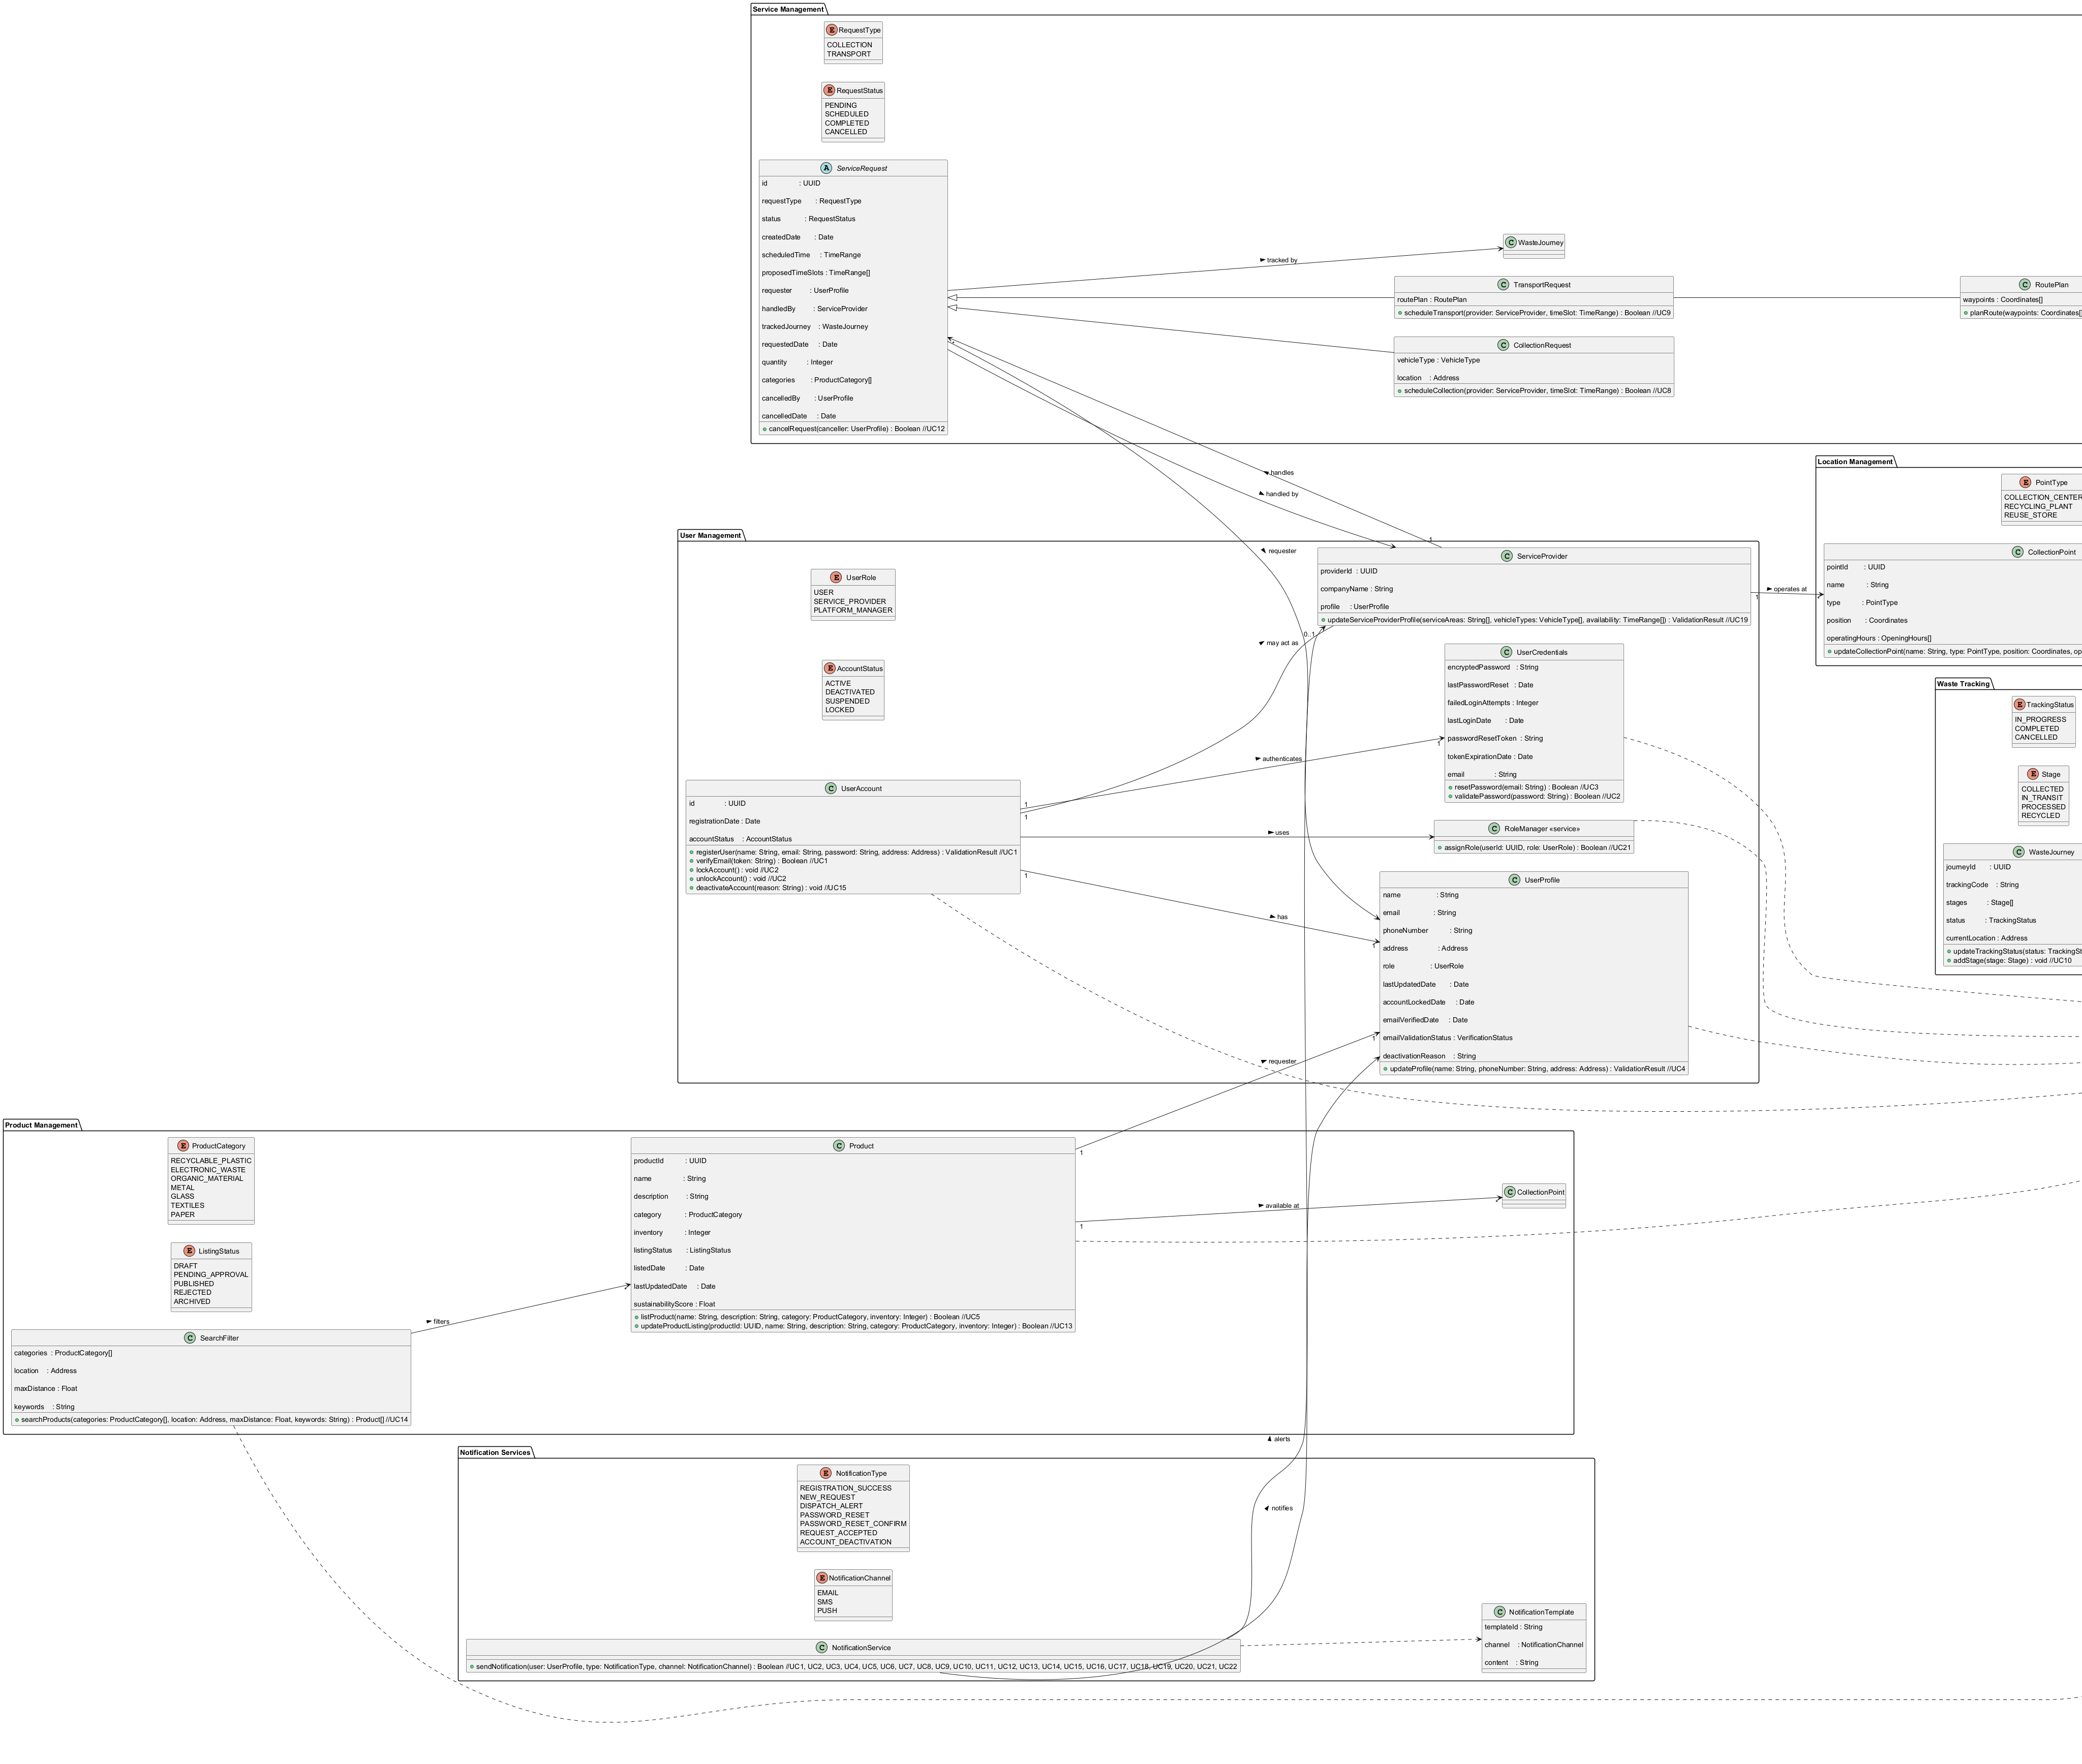 Service Management
RequestType
COLLECTION
TRANSPORT
RequestStatus
PENDING
SCHEDULED
COMPLETED
CANCELLED
ServiceRequest
id : UUID
requestType : RequestType
status : RequestStatus
createdDate : Date
scheduledTime : TimeRange
proposedTimeSlots : TimeRange[]
requester : UserProfile
handledBy : ServiceProvider
trackedJourney : WasteJourney
requestedDate : Date
quantity : Integer
categories : ProductCategory[]
cancelledBy : UserProfile
cancelledDate : Date
cancelRequest(canceller: UserProfile) : Boolean //UC12
tracked by
WasteJourney
TransportRequest
routePlan : RoutePlan
scheduleTransport(provider: ServiceProvider, timeSlot: TimeRange) : Boolean //UC9
CollectionRequest
vehicleType : VehicleType
location : Address
scheduleCollection(provider: ServiceProvider, timeSlot: TimeRange) : Boolean //UC8
RoutePlan
waypoints : Coordinates[]
planRoute(waypoints: Coordinates[]
handles
handled by
requester
Location Management
PointType
COLLECTION_CENTER
RECYCLING_PLANT
REUSE_STORE
CollectionPoint
pointId : UUID
name : String
type : PointType
position : Coordinates
operatingHours : OpeningHours[]
updateCollectionPoint(name: String, type: PointType, position: Coordinates, op
User Management
UserRole
USER
SERVICE_PROVIDER
PLATFORM_MANAGER
AccountStatus
ACTIVE
DEACTIVATED
SUSPENDED
LOCKED
UserAccount
id : UUID
registrationDate : Date
accountStatus : AccountStatus
registerUser(name: String, email: String, password: String, address: Address) : ValidationResult //UC1
verifyEmail(token: String) : Boolean //UC1
lockAccount() : void //UC2
unlockAccount() : void //UC2
deactivateAccount(reason: String) : void //UC15
1
ServiceProvider
providerId : UUID
companyName : String
profile : UserProfile
updateServiceProviderProfile(serviceAreas: String[], vehicleTypes: VehicleType[], availability: TimeRange[]) : ValidationResult //UC19
1
operates at
*
0..1
may act as
1
UserCredentials
encryptedPassword : String
lastPasswordReset : Date
failedLoginAttempts : Integer
lastLoginDate : Date
passwordResetToken : String
tokenExpirationDate : Date
email : String
resetPassword(email: String) : Boolean //UC3
validatePassword(password: String) : Boolean //UC2
1
authenticates
1
RoleManager «service»
assignRole(userId: UUID, role: UserRole) : Boolean //UC21
uses
UserProfile
name : String
email : String
phoneNumber : String
address : Address
role : UserRole
lastUpdatedDate : Date
accountLockedDate : Date
emailVerifiedDate : Date
emailValidationStatus : VerificationStatus
deactivationReason : String
updateProfile(name: String, phoneNumber: String, address: Address) : ValidationResult //UC4
1
has
1
requester
1
Waste Tracking
TrackingStatus
IN_PROGRESS
COMPLETED
CANCELLED
Stage
COLLECTED
IN_TRANSIT
PROCESSED
RECYCLED
WasteJourney
journeyId : UUID
trackingCode : String
stages : Stage[]
status : TrackingStatus
currentLocation : Address
updateTrackingStatus(status: TrackingSt
addStage(stage: Stage) : void //UC10
Product Management
ProductCategory
RECYCLABLE_PLASTIC
ELECTRONIC_WASTE
ORGANIC_MATERIAL
METAL
GLASS
TEXTILES
PAPER
ListingStatus
DRAFT
PENDING_APPROVAL
PUBLISHED
REJECTED
ARCHIVED
SearchFilter
categories : ProductCategory[]
location : Address
maxDistance : Float
keywords : String
searchProducts(categories: ProductCategory[], location: Address, maxDistance: Float, keywords: String) : Product[] //UC14
filters
*
Product
productId : UUID
name : String
description : String
category : ProductCategory
inventory : Integer
listingStatus : ListingStatus
listedDate : Date
lastUpdatedDate : Date
sustainabilityScore : Float
listProduct(name: String, description: String, category: ProductCategory, inventory: Integer) : Boolean //UC5
updateProductListing(productId: UUID, name: String, description: String, category: ProductCategory, inventory: Integer) : Boolean //UC13
1
1
available at
*
CollectionPoint
alerts
notifies
Notification Services
NotificationType
REGISTRATION_SUCCESS
NEW_REQUEST
DISPATCH_ALERT
PASSWORD_RESET
PASSWORD_RESET_CONFIRM
REQUEST_ACCEPTED
ACCOUNT_DEACTIVATION
NotificationChannel
EMAIL
SMS
PUSH
NotificationService
sendNotification(user: UserProfile, type: NotificationType, channel: NotificationChannel) : Boolean //UC1, UC2, UC3, UC4, UC5, UC6, UC7, UC8, UC9, UC10, UC11, UC12, UC13, UC14, UC15, UC16, UC17, UC18, UC19, UC20, UC21, UC22
NotificationTemplate
templateId : String
channel : NotificationChannel
content : String